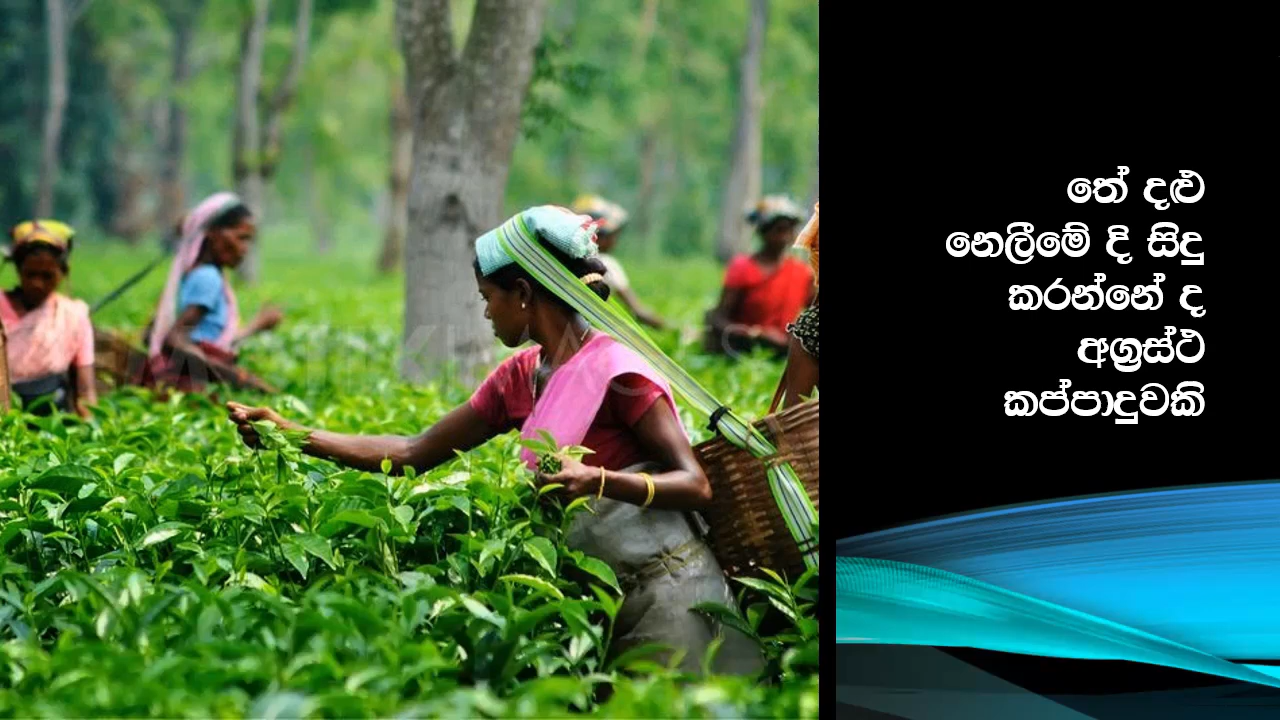 තේ දළු
නෙලීමේ දි සිදු
කරන්නේ ද
අග්‍රස්ථ
කප්පාදුවකි